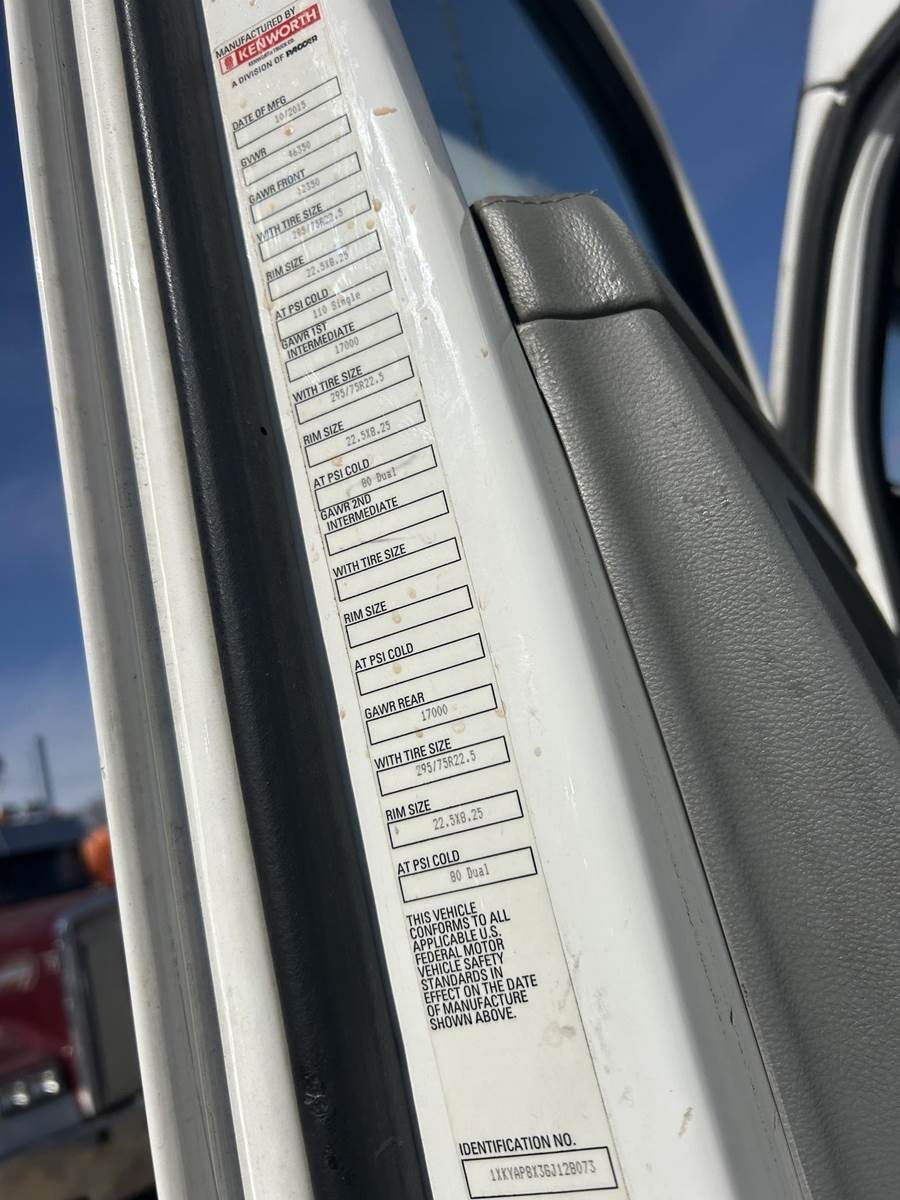 MANUFACTURED BY
KENWORTH
KENWORTH TRUCK CO.
A DIVISION OF PACCAR
DATE OF MFG
10/2015
GVWR
46350
GAWR FRONT
12350
WITH TIRE SIZE
295/75R22.5
RIM SIZE
22.5X8.25
AT PSI COLD
110 Single
GAWR 1ST
INTERMEDIATE
17000
WITH TIRE SIZE
295/75R22.5
RIM SIZE
22.5X8.25
AT PSI COLD
80 Dual
GAWR 2ND
INTERMEDIATE
WITH TIRE SIZE
RIM SIZE
AT PSI COLD
GAWR REAR
17000
WITH TIRE SIZE
295/75R22.5
RIM SIZE
22.5X8.25
AT PSI COLD
80 Dual
THIS VEHICLE
CONFORMS TO ALL
APPLICABLE U.S.
FEDERAL MOTOR
VEHICLE SAFETY
STANDARDS IN
EFFECT ON THE DATE
OF MANUFACTURE
SHOWN ABOVE.
IDENTIFICATION NO.
1XKYAP8X3GJ128073